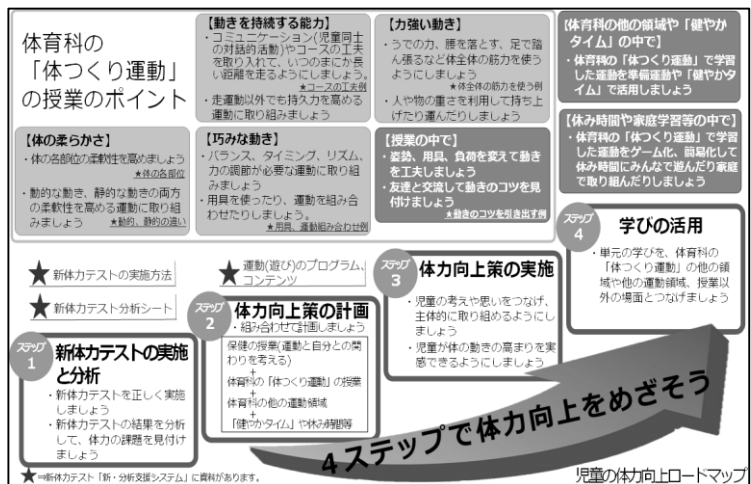 体育科の
「体つくり運動」
の授業のポイント
【動きを持続する能力】
・コミュニケーション(児童同士
の対話的活動)やコースの工夫
を取り入れて、いつのまにか長
い距離を走るようにしましょう。
★コースの工夫例
・走運動以外でも持久力を高める
運動に取り組みましょう
【力強い動き】
・うでの力、腰を落とす、足で踏
ん張るなど体全体の筋力を使う
ようにしましょう
★体全体の筋力を使う例
・人や物の重さを利用して持ち上
げたり運んだりしましょう
【体育科の他の領域や「健やか
タイム」の中で】
・体育科の「体つくり運動」で学習
した運動を準備運動や「健やかタ
イム」で活用しましょう
【体の柔らかさ】
・体の各部位の柔軟性を高めましょう
★体の各部位
・動的な動き、静的な動きの両方
の柔軟性を高める運動に取り組
みましょう
★動的、静的の違い
【巧みな動き】
・バランス、タイミング、リズム、
力の調節が必要な運動に取り組
みましょう
・用具を使ったり、運動を組み合
わせたりしましょう。
★用具、運動組み合わせ例
【授業の中で】
・姿勢、用具、負荷を変えて動き
を工夫しましょう
・友達と交流して動きのコツを見
付けましょう
★動きのコツを引き出す例
【休み時間や家庭学習等の中で】
・体育科の「体つくり運動」で学習
した運動をゲーム化、簡易化して
休み時間にみんなで遊んだり家庭
で取り組んだりしましょう
★新体力テストの実施方法
★新体力テスト分析シート
★運動(遊び)のプログラム、
コンテンツ
ステップ
1
新体力テストの実施
と分析
・新体力テストを正しく実施
しましょう
・新体力テストの結果を分析
して、体力の課題を見付け
ましょう
ステップ
2
体力向上策の計画
・組み合わせて計画しましょう
保健の授業(運動と自分との関
わりを考える)
+
体育科の「体つくり運動」の授業
+
体育科の他の運動領域
+
「健やかタイム」や休み時間等
ステップ
3
体力向上策の実施
・児童の考えや思いをつなげ、
主体的に取り組めるようにし
ましょう
・児童が体の動きの高まりを実
感できるようにしましょう
ステップ
4
学びの活用
・単元の学びを、体育科の
「体つくり運動」の他の領
域や他の運動領域、授業以
外の場面とつなげましょう
4ステップで体力向上をめざそう
★⇒新体力テスト「新・分析支援システム」に資料があります。
児童の体力向上ロードマップ